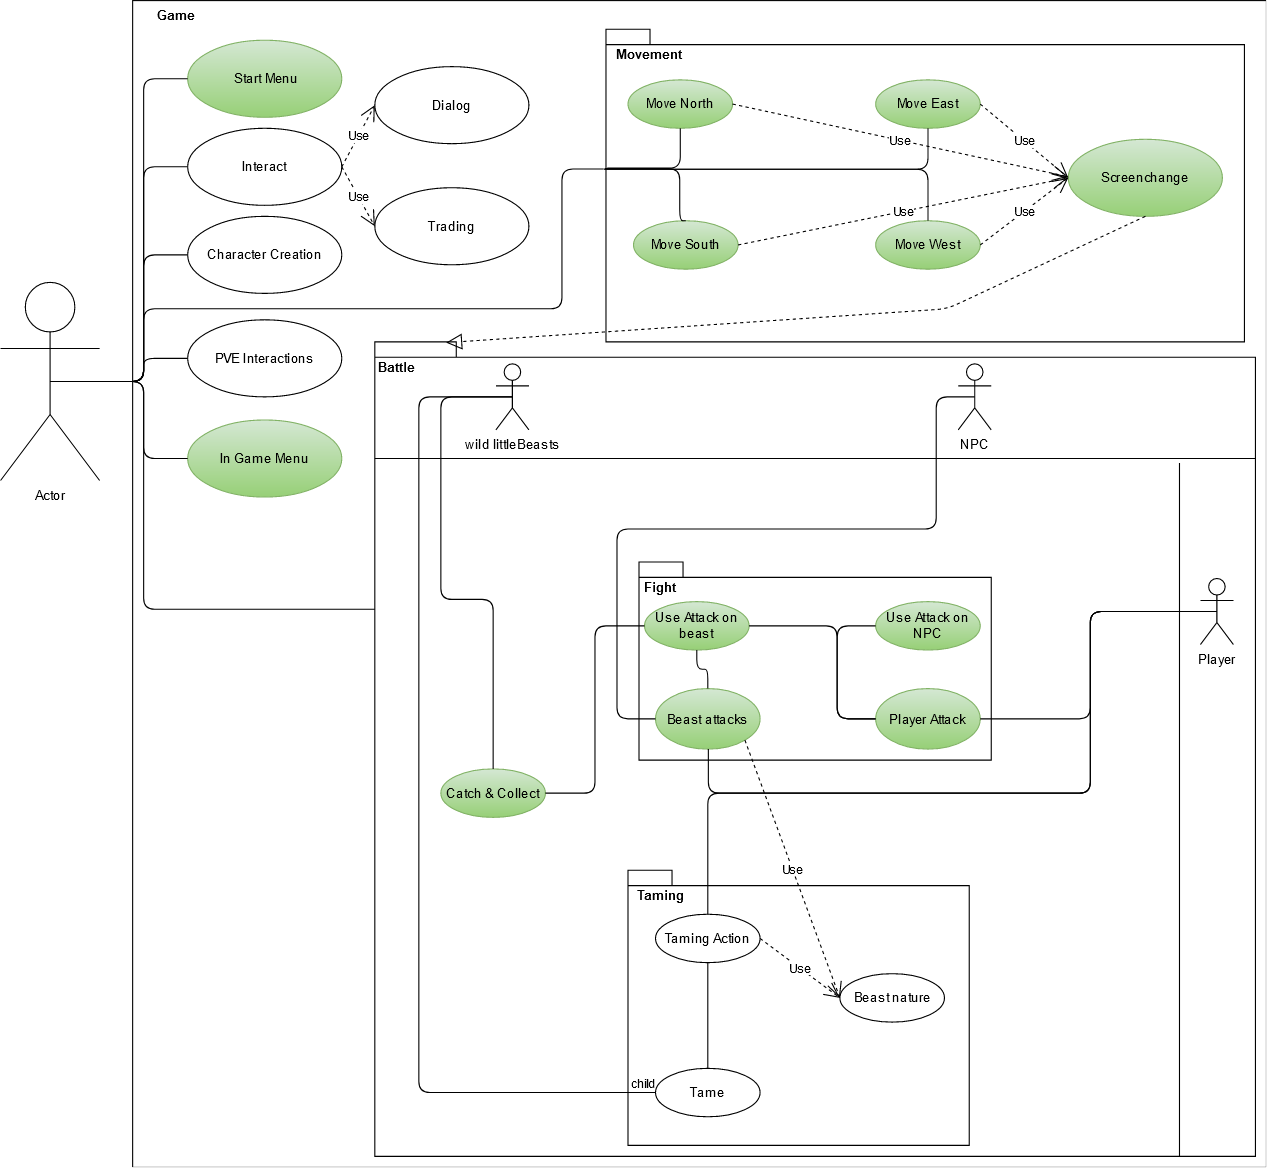 Game
Start Menu
Dialog
Use
Interact
Use
Trading
Character Creation
PVE Interactions
In Game Menu
Actor
Movement
Move North
Move East
Use
Use
Screenchange
Use
Use
Move South
Move West
Battle
wild littleBeasts
NPC
Fight
Use Attack on
beast
Use Attack on
NPC
Beast attacks
Player Attack
Player
Catch & Collect
Use
Taming
Taming Action
Use
Beast nature
child
Tame